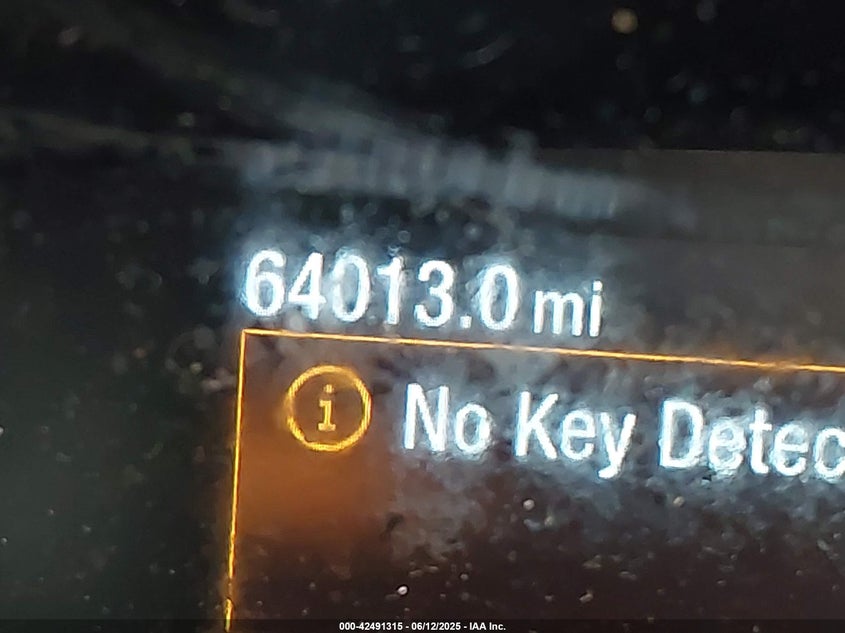 64013.0 mi
i
No Key Detec
000-42491315 - 06/12/2025 - IAA Inc.